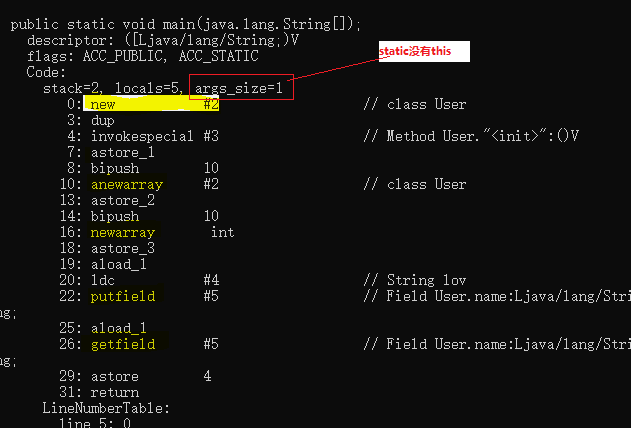 public static void main(java.lang.String[]);
descriptor: ([Ljava/lang/String;)V
flags: ACC_PUBLIC, ACC_STATIC
static没有this
Code:
stack=2, locals=5, args_size=1
0: new #2 // class User
3: dup
4: invokespecial #3 // Method User."<init>":()V
7: astore_1
8: bipush 10
10: anewarray #2 // class User
13: astore_2
14: bipush 10
16: newarray int
18: astore_3
19: aload_1
20: ldc #4 // String lov
22: putfield #5 // Field User.name:Ljava/lang/Stri
ng;
25: aload_1
26: getfield #5 // Field User.name:Ljava/lang/Stri
ng;
29: astore 4
31: return
LineNumberTable:
line 5: 0